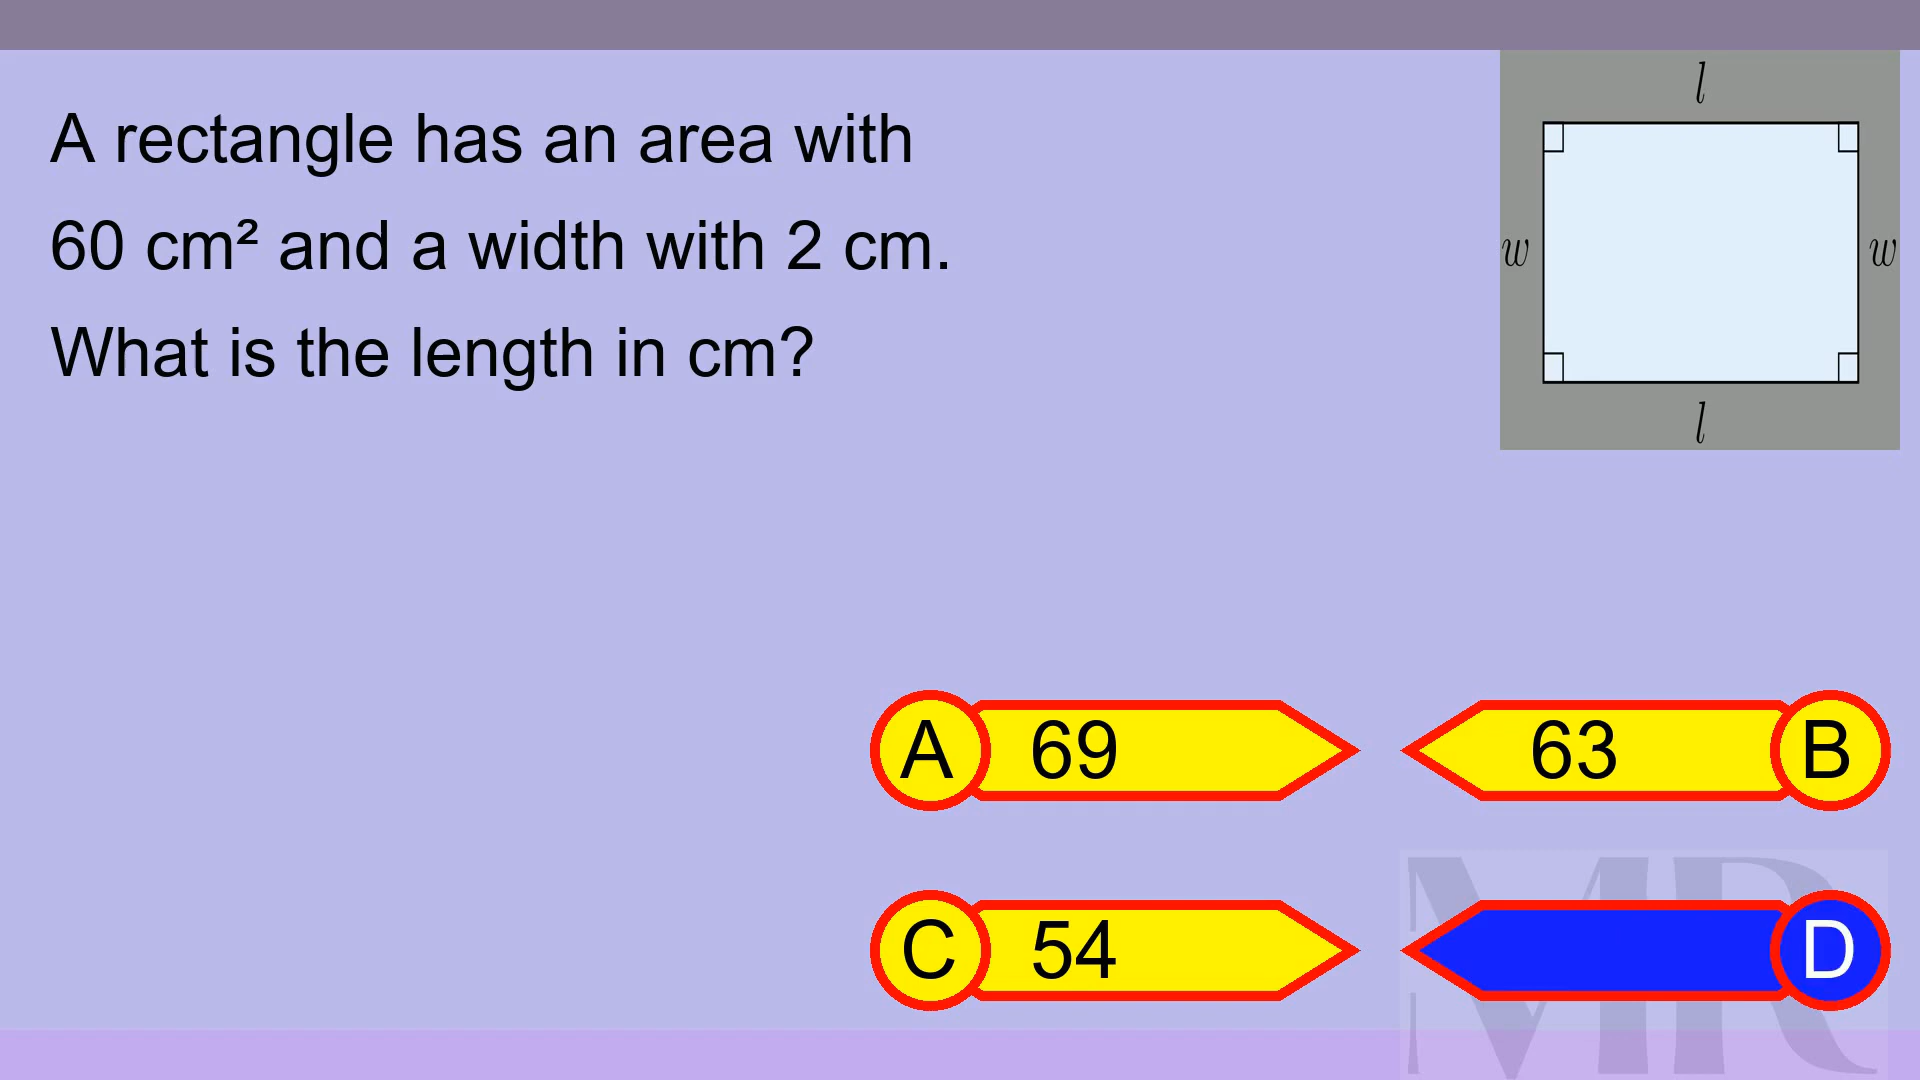 A rectangle has an area with
60 cm² and a width with 2 cm.
What is the length in cm?
l
w
w
l
A 69
63 B
C 54
D
MR